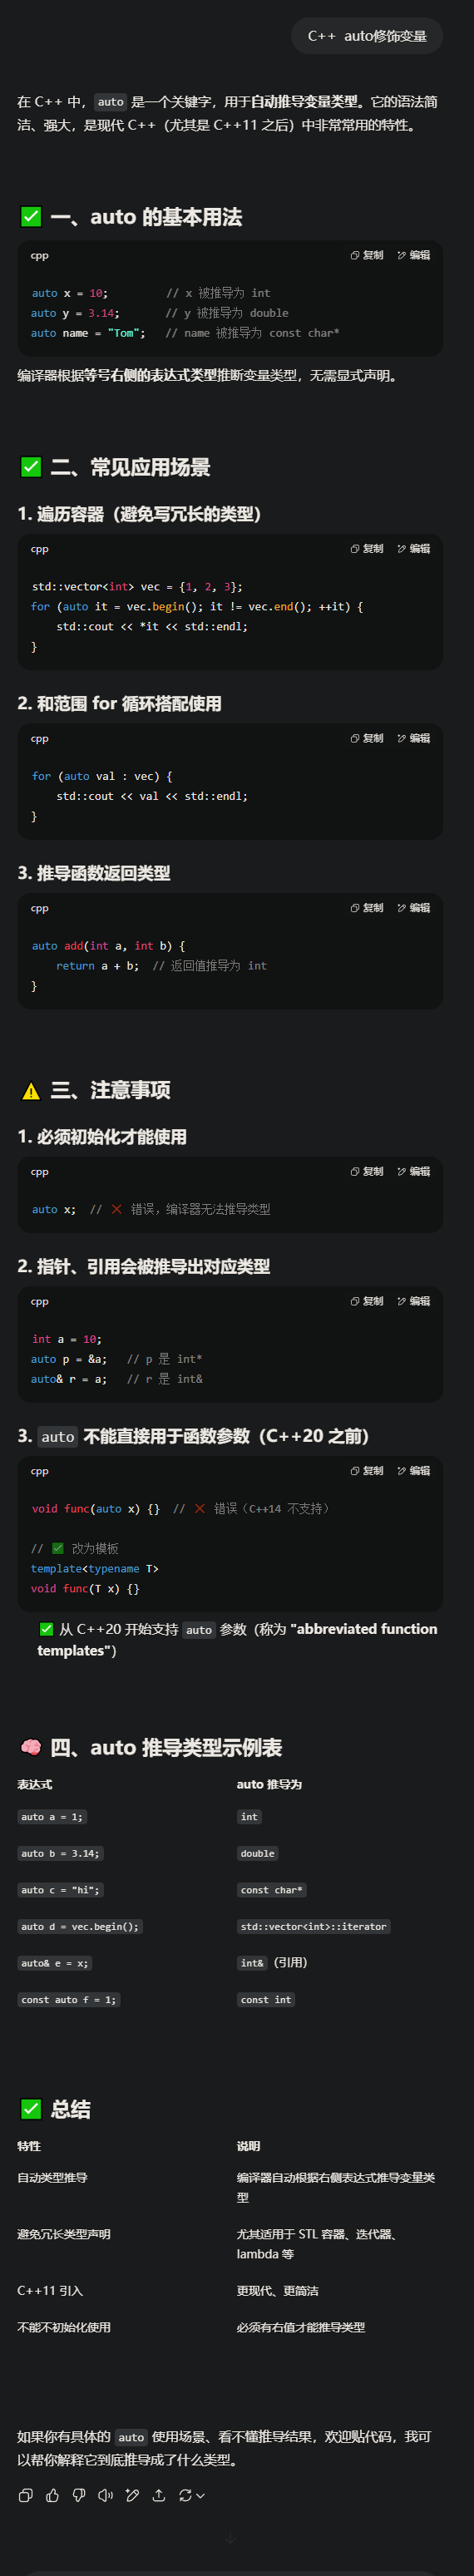 C++ auto修饰变量
在 C++ 中，auto 是一个关键字，用于自动推导变量类型。它的语法简
洁、强大，是现代 C++（尤其是 C++11 之后）中非常常用的特性。
✅ 一、auto 的基本用法
cpp 复制 编辑
auto x = 10; // x 被推导为 int
auto y = 3.14; // y 被推导为 double
auto name = "Tom"; // name 被推导为 const char*
编译器根据等号右侧的表达式类型推断变量类型，无需显式声明。
✅ 二、常见应用场景
1. 遍历容器（避免写冗长的类型）
cpp 复制 编辑
std::vector<int> vec = {1, 2, 3};
for (auto it = vec.begin(); it != vec.end(); ++it) {
std::cout << *it << std::endl;
}
2. 和范围 for 循环搭配使用
cpp 复制 编辑
for (auto val : vec) {
std::cout << val << std::endl;
}
3. 推导函数返回类型
cpp 复制 编辑
auto add(int a, int b) {
return a + b; // 返回值推导为 int
}
⚠️ 三、注意事项
1. 必须初始化才能使用
cpp 复制 编辑
auto x; // ❌ 错误，编译器无法推导类型
2. 指针、引用会被推导出对应类型
cpp 复制 编辑
int a = 10;
auto p = &a; // p 是 int*
auto& r = a; // r 是 int&
3. auto 不能直接用于函数参数（C++20 之前）
cpp 复制 编辑
void func(auto x) {} // ❌ 错误（C++14 不支持）
// ✅ 改为模板
template<typename T>
void func(T x) {}
✅ 从 C++20 开始支持 auto 参数（称为 "abbreviated function
templates"）
🧠 四、auto 推导类型示例表
表达式 auto 推导为
auto a = 1; int
auto b = 3.14; double
auto c = "hi"; const char*
auto d = vec.begin(); std::vector<int>::iterator
auto& e = x; int&（引用）
const auto f = 1; const int
✅ 总结
特性 说明
自动类型推导 编译器自动根据右侧表达式推导变量类
型
避免冗长类型声明 尤其适用于 STL 容器、迭代器、
lambda 等
C++11 引入 更现代、更简洁
不能不初始化使用 必须有右值才能推导类型
如果你有具体的 auto 使用场景、看不懂推导结果，欢迎贴代码，我可
以帮你解释它到底推导成了什么类型。